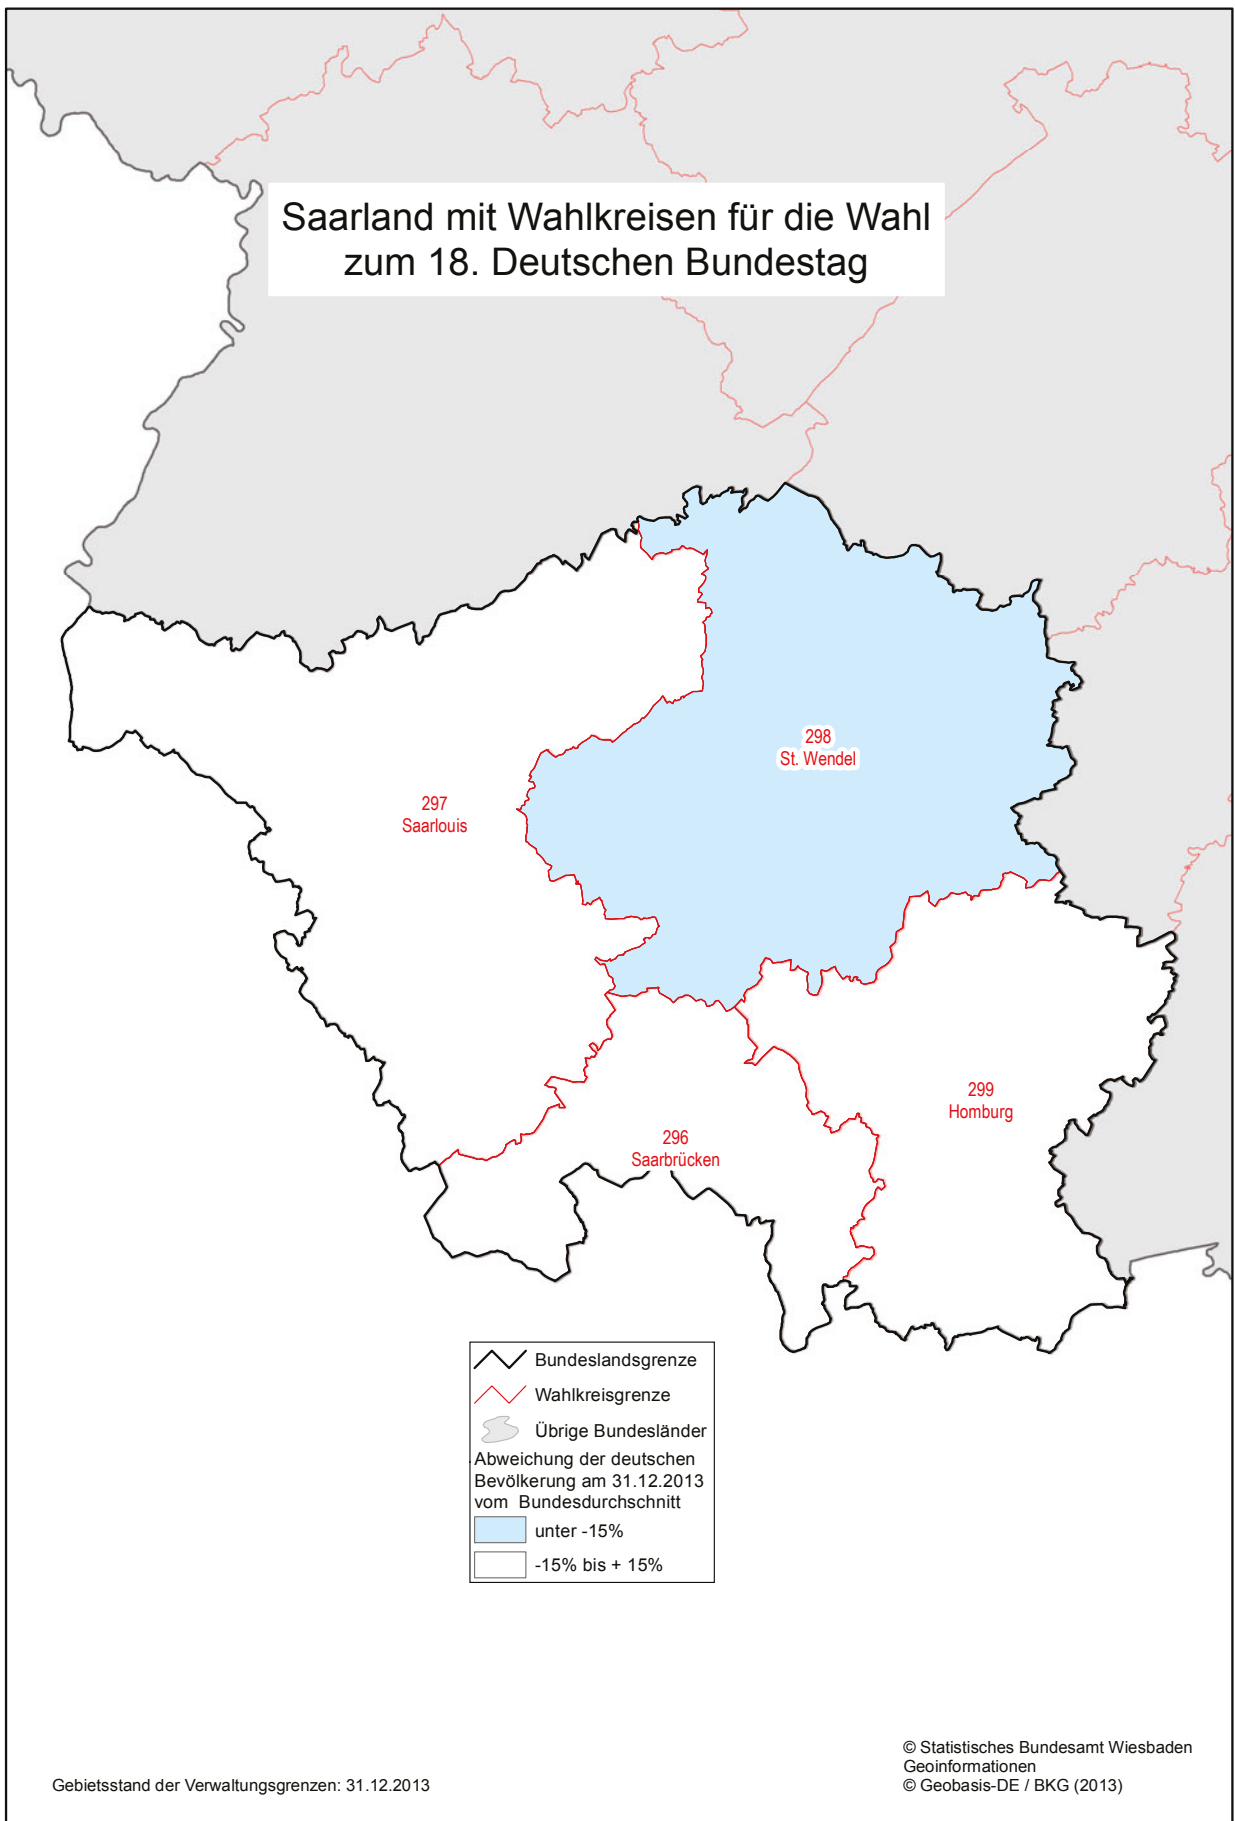 Saarland mit Wahlkreisen für die Wahl
zum 18. Deutschen Bundestag
298
St. Wendel
297
Saarlouis
299
Homburg
296
Saarbrücken
Bundeslandsgrenze
Wahlkreisgrenze
Übrige Bundesländer
Abweichung der deutschen
Bevölkerung am 31.12.2013
vom Bundesdurchschnitt
unter -15%
-15% bis + 15%
Gebietsstand der Verwaltungsgrenzen: 31.12.2013
© Statistisches Bundesamt Wiesbaden
Geoinformationen
© Geobasis-DE / BKG (2013)